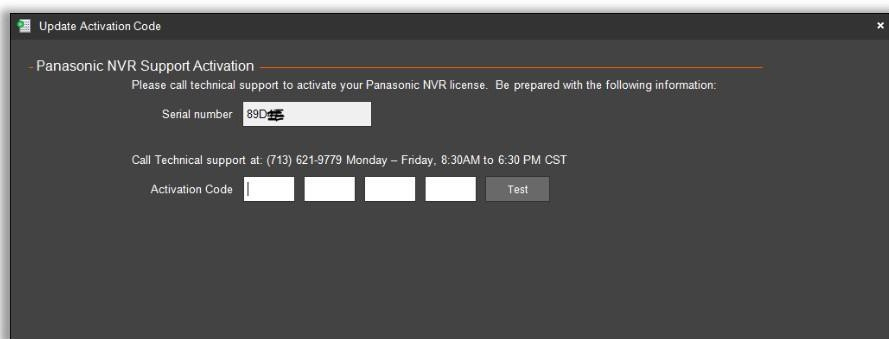 Update Activation Code
Panasonic NVR Support Activation
Please call technical support to activate your Panasonic NVR license. Be prepared with the following information:
Serial number 89D
Call Technical support at: (713) 621-9779 Monday – Friday, 8:30AM to 6:30 PM CST
Activation Code Test